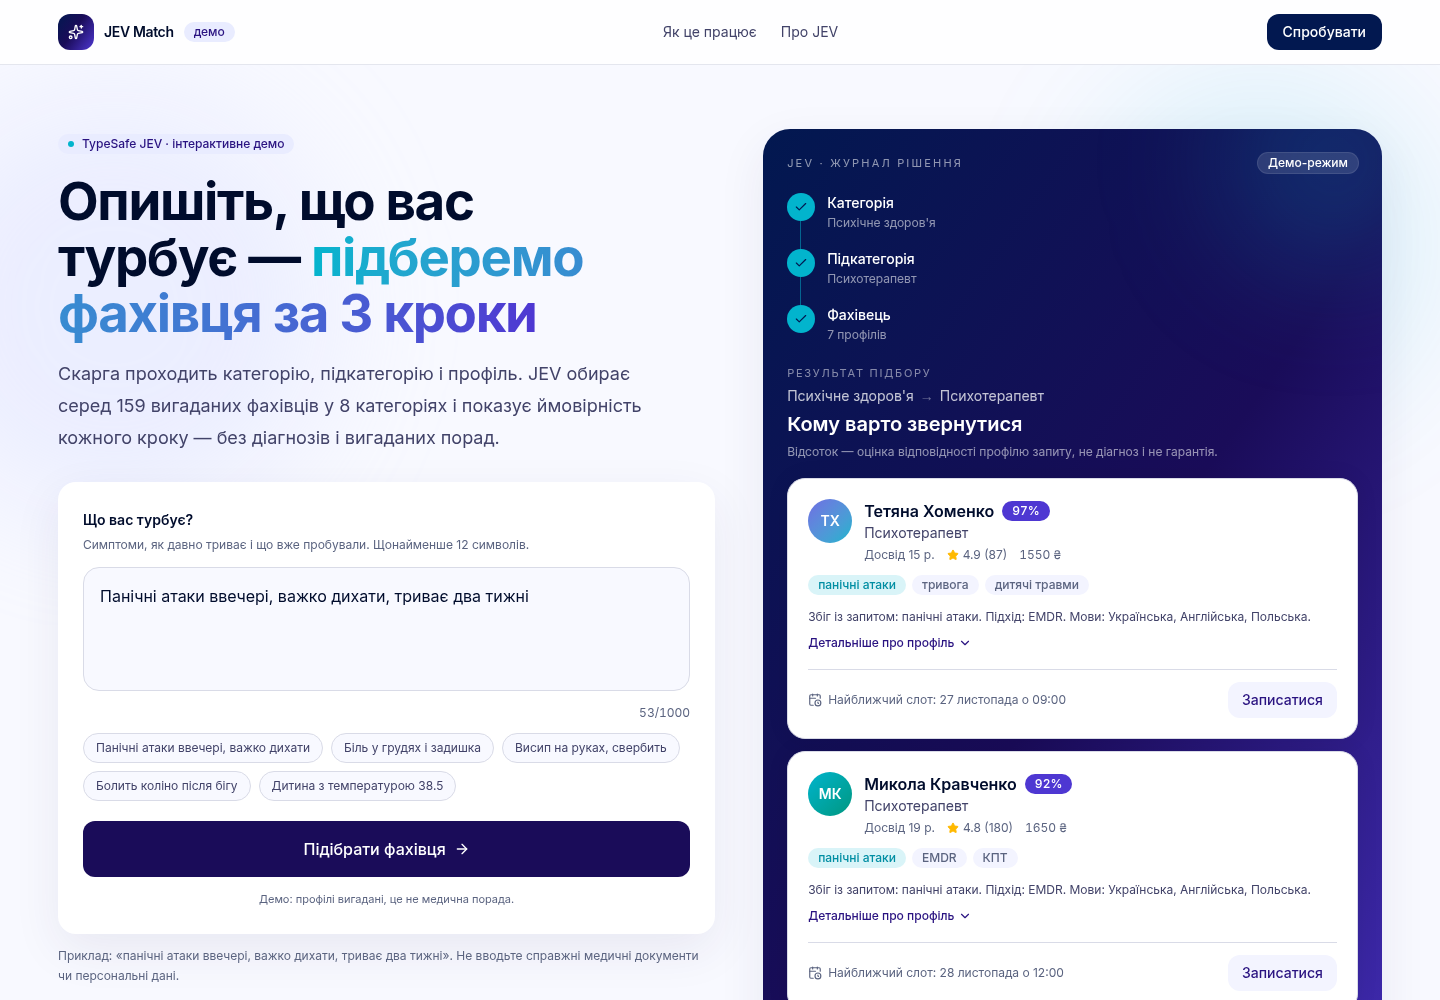 JEV Match
демо
Як це працює
Про JEV
Спробувати
TypeSafe JEV · інтерактивне демо
Опишіть, що вас
турбує — підберемо
фахівця за 3 кроки
Скарга проходить категорію, підкатегорію і профіль. JEV обирає
серед 159 вигаданих фахівців у 8 категоріях і показує ймовірність
кожного кроку — без діагнозів і вигаданих порад.
Що вас турбує?
Симптоми, як давно триває і що вже пробували. Щонайменше 12 символів.
Панічні атаки ввечері, важко дихати, триває два тижні
53/1000
Панічні атаки ввечері, важко дихати
Біль у грудях і задишка
Висип на руках, свербить
Болить коліно після бігу
Дитина з температурою 38.5
Підібрати фахівця →
Демо: профілі вигадані, це не медична порада.
Приклад: «панічні атаки ввечері, важко дихати, триває два тижні». Не вводьте справжні медичні документи
чи персональні дані.
JEV · ЖУРНАЛ РІШЕННЯ
Демо-режим
Категорія
Психічне здоров'я
Підкатегорія
Психотерапевт
Фахівець
7 профілів
РЕЗУЛЬТАТ ПІДБОРУ
Психічне здоров'я → Психотерапевт
Кому варто звернутися
Відсоток — оцінка відповідності профілю запиту, не діагноз і не гарантія.
ТХ
Тетяна Хоменко 97%
Психотерапевт
Досвід 15 р. 4.9 (87) 1550 ₴
панічні атаки
тривога
дитячі травми
Збіг із запитом: панічні атаки. Підхід: EMDR. Мови: Українська, Англійська, Польська.
Детальніше про профіль
Найближчий слот: 27 листопада о 09:00
Записатися
МК
Микола Кравченко 92%
Психотерапевт
Досвід 19 р. 4.8 (180) 1650 ₴
панічні атаки
EMDR
КПТ
Збіг із запитом: панічні атаки. Підхід: EMDR. Мови: Українська, Англійська, Польська.
Детальніше про профіль
Найближчий слот: 28 листопада о 12:00
Записатися